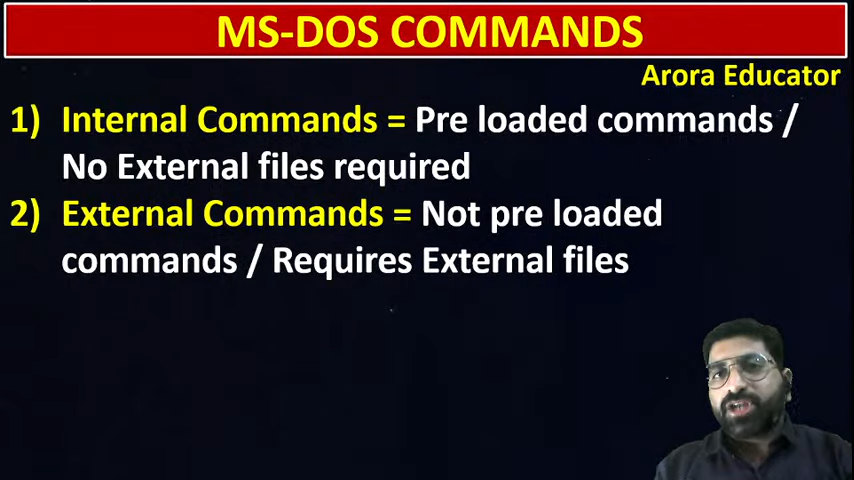 MS-DOS COMMANDS
Arora Educator
1) Internal Commands = Pre loaded commands /
No External files required
2) External Commands = Not pre loaded
commands / Requires External files